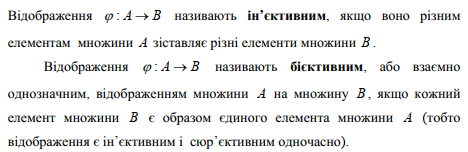 Відображення φ : A → B називають ін’єктивним, якщо воно різним
елементам множини A зіставляє різні елементи множини B .
Відображення φ : A → B називають бієктивним, або взаємно
однозначним, відображенням множини A на множину B, якщо кожний
елемент множини B є образом єдиного елемента множини A (тобто
відображення є ін’єктивним і сюр’єктивним одночасно).